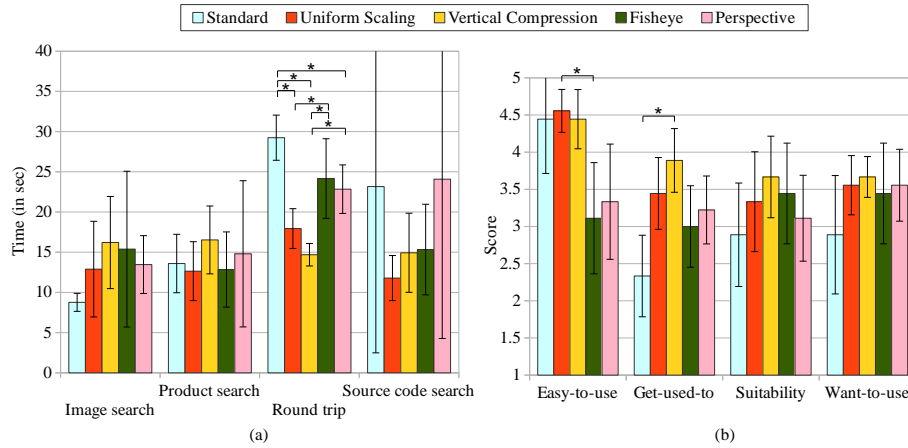 Standard Uniform Scaling Vertical Compression Fisheye Perspective
Time (in sec)
40
35
30
25
20
15
10
5
0
* * * * * *
Image search Product search Round trip Source code search
(a)
Score
5
4.5
4
3.5
3
2.5
2
1.5
1
* *
Easy-to-use Get-used-to Suitability Want-to-use
(b)